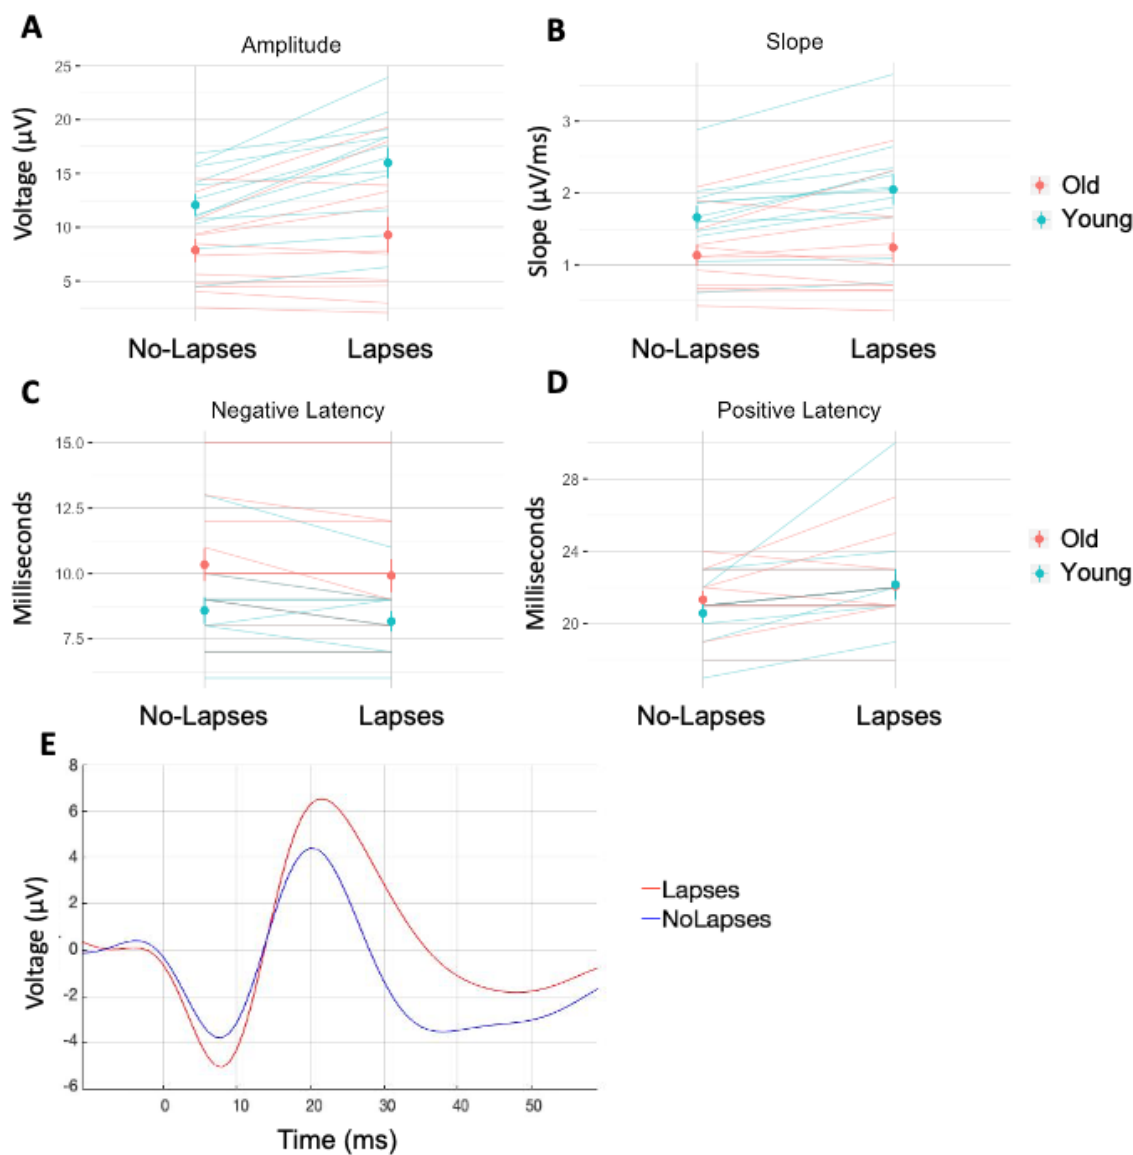 A
Amplitude
25
20
15
10
5
Voltage (µV)
No-Lapses Lapses
B
Slope
3
2
1
Slope (µV/ms)
No-Lapses Lapses
Old
Young
C
Negative Latency
15.0
12.5
10.0
7.5
Milliseconds
No-Lapses Lapses
D
Positive Latency
28
24
20
Milliseconds
No-Lapses Lapses
Old
Young
E
8
6
4
2
0
-2
-4
-6
Voltage (µV)
0 10 20 30 40 50
Time (ms)
Lapses
NoLapses